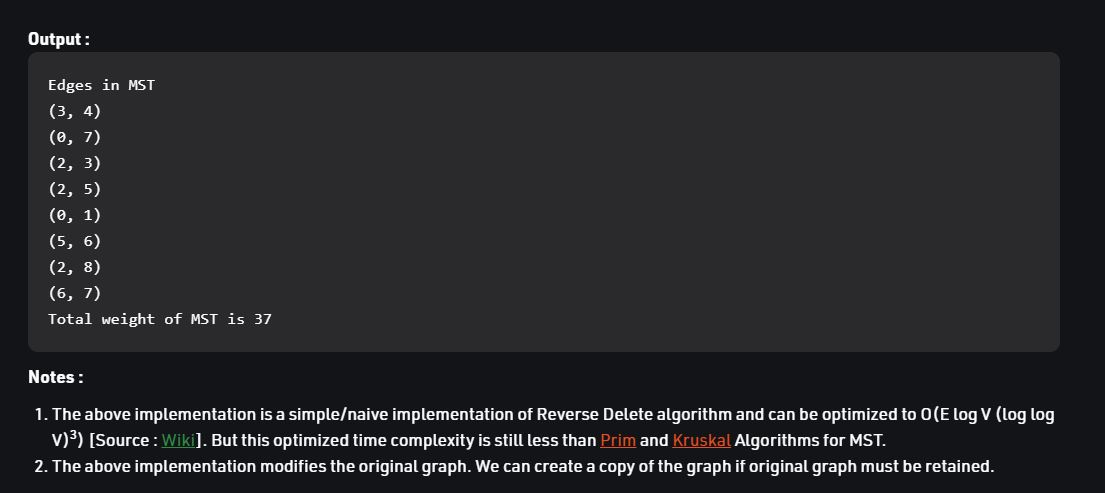 Output :
Edges in MST
(3, 4)
(0, 7)
(2, 3)
(2, 5)
(0, 1)
(5, 6)
(2, 8)
(6, 7)
Total weight of MST is 37
Notes :
1. The above implementation is a simple/naive implementation of Reverse Delete algorithm and can be optimized to O(E log V (log log
V)³) [Source : Wiki]. But this optimized time complexity is still less than Prim and Kruskal Algorithms for MST.
2. The above implementation modifies the original graph. We can create a copy of the graph if original graph must be retained.